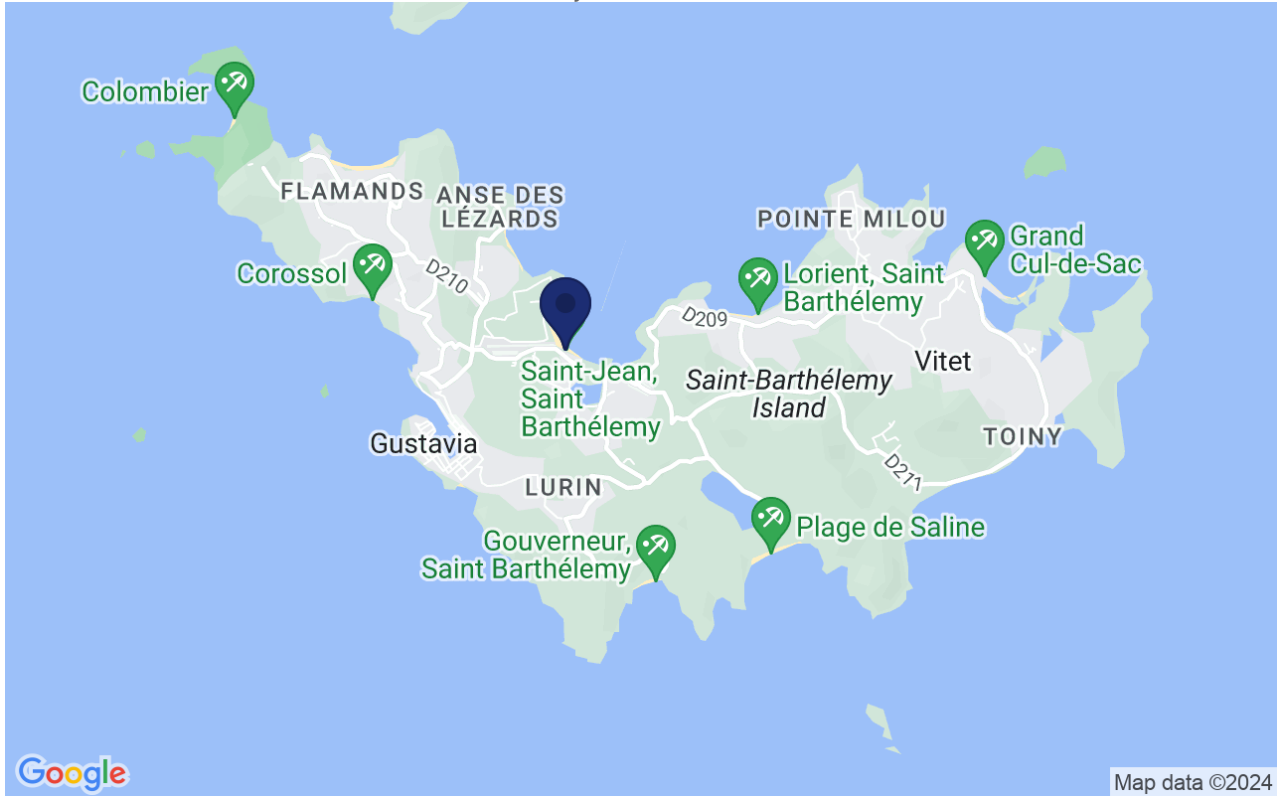 Colombier
FLAMANDS
ANSE DES
LÉZARDS
POINTE MILOU
Grand
Cul-de-Sac
Corossol
D210
Lorient, Saint
Barthélemy
D209
Vitet
Saint-Jean,
Saint
Barthélemy
Saint-Barthélemy
Island
Gustavia
TOINY
D211
LURIN
Plage de Saline
Gouverneur,
Saint Barthélemy
Google
Map data ©2024